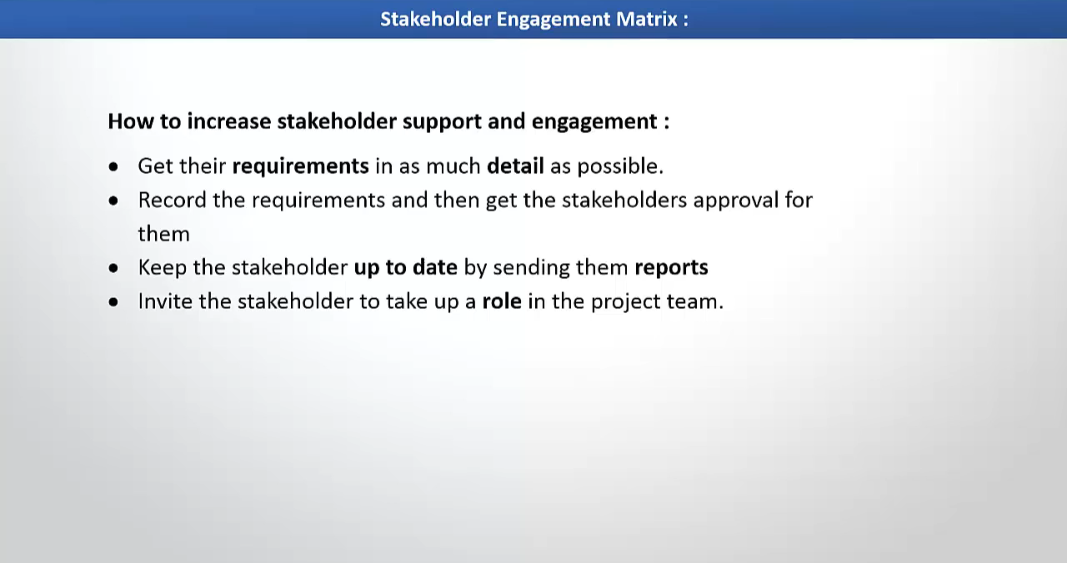 Stakeholder Engagement Matrix :
How to increase stakeholder support and engagement :
• Get their requirements in as much detail as possible.
• Record the requirements and then get the stakeholders approval for
them
• Keep the stakeholder up to date by sending them reports
• Invite the stakeholder to take up a role in the project team.